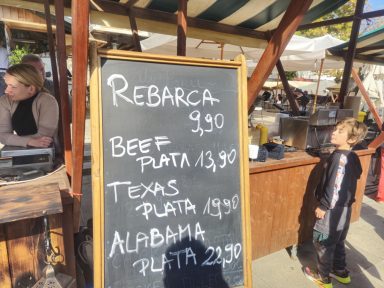 REBARCA
9,90
BEEF
PLATA 13,90
TEXAS
PLATA 19,90
ALABAMA
PLATA 22,90